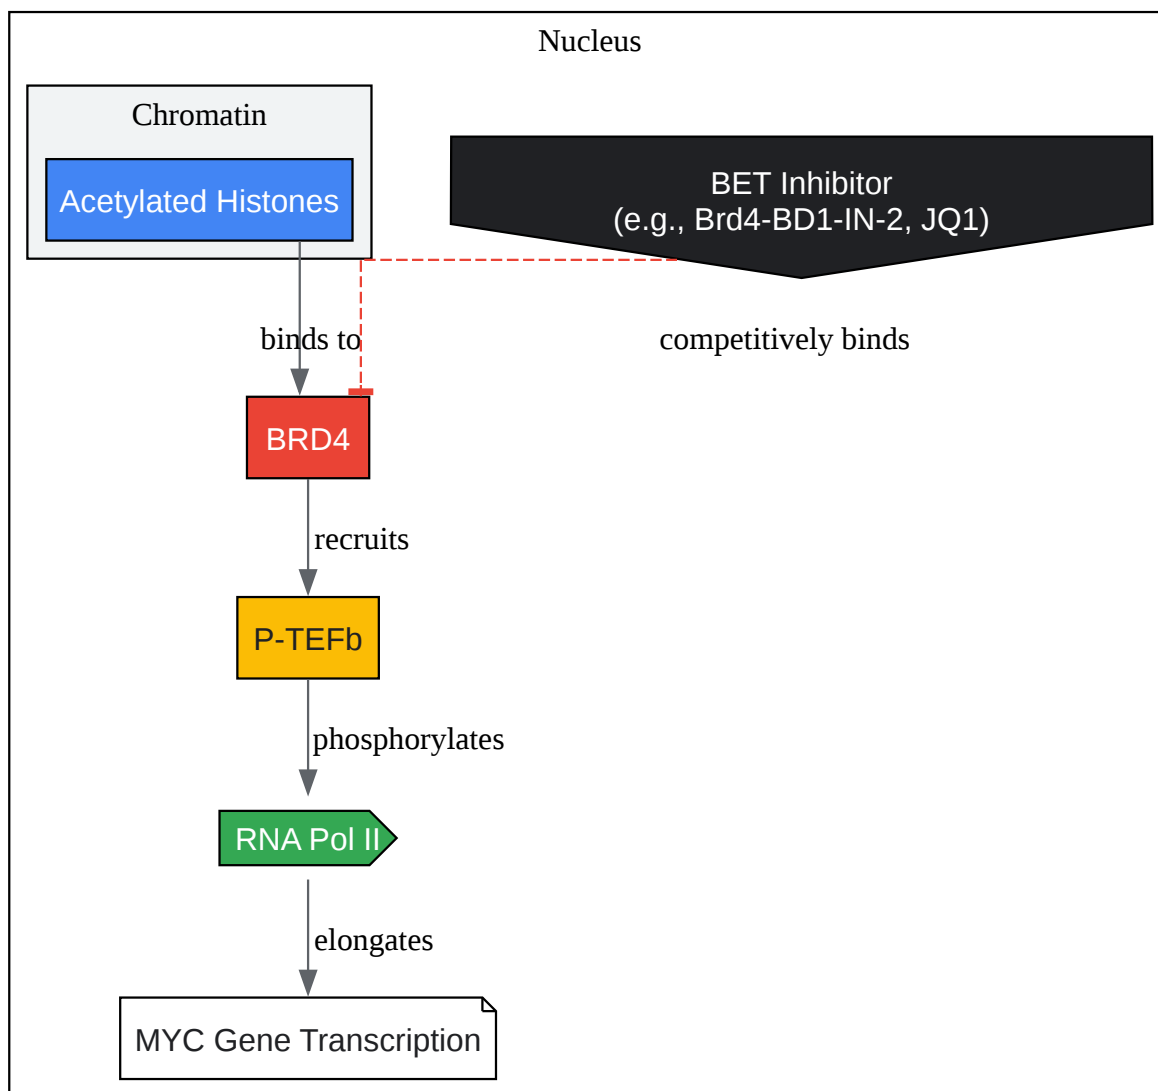 Nucleus
Chromatin
Acetylated Histones
BET Inhibitor
(e.g., Brd4-BD1-IN-2, JQ1)
binds to
competitively binds
BRD4
recruits
P-TEFb
phosphorylates
RNA Pol II
elongates
MYC Gene Transcription